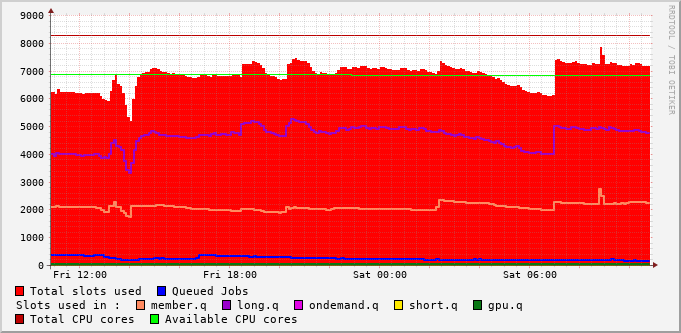 9000
8000
7000
6000
5000
4000
3000
2000
1000
0
Fri 12:00 Fri 18:00 Sat 00:00 Sat 06:00
Total slots used Queued Jobs
Slots used in : member.q long.q ondemand.q short.q gpu.q
Total CPU cores Available CPU cores
RRDTOOL / TOBI OETIKER